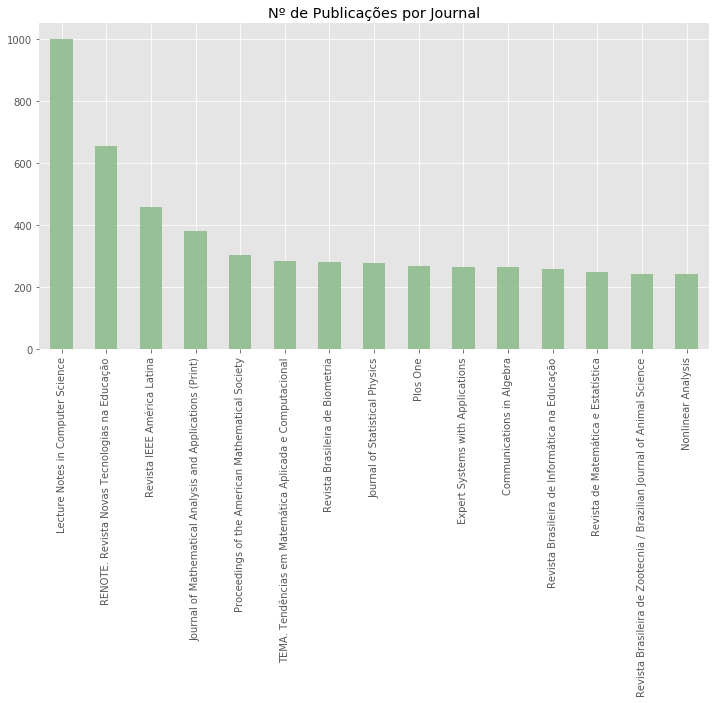 Nº de Publicações por Journal
1000
800
600
400
200
0
Lecture Notes in Computer Science
RENOTE. Revista Novas Tecnologias na Educação
Revista IEEE América Latina
Journal of Mathematical Analysis and Applications (Print)
Proceedings of the American Mathematical Society
TEMA. Tendências em Matemática Aplicada e Computacional
Revista Brasileira de Biometria
Journal of Statistical Physics
Plos One
Expert Systems with Applications
Communications in Algebra
Revista Brasileira de Informática na Educação
Revista de Matemática e Estatística
Revista Brasileira de Zootecnia / Brazilian Journal of Animal Science
Nonlinear Analysis